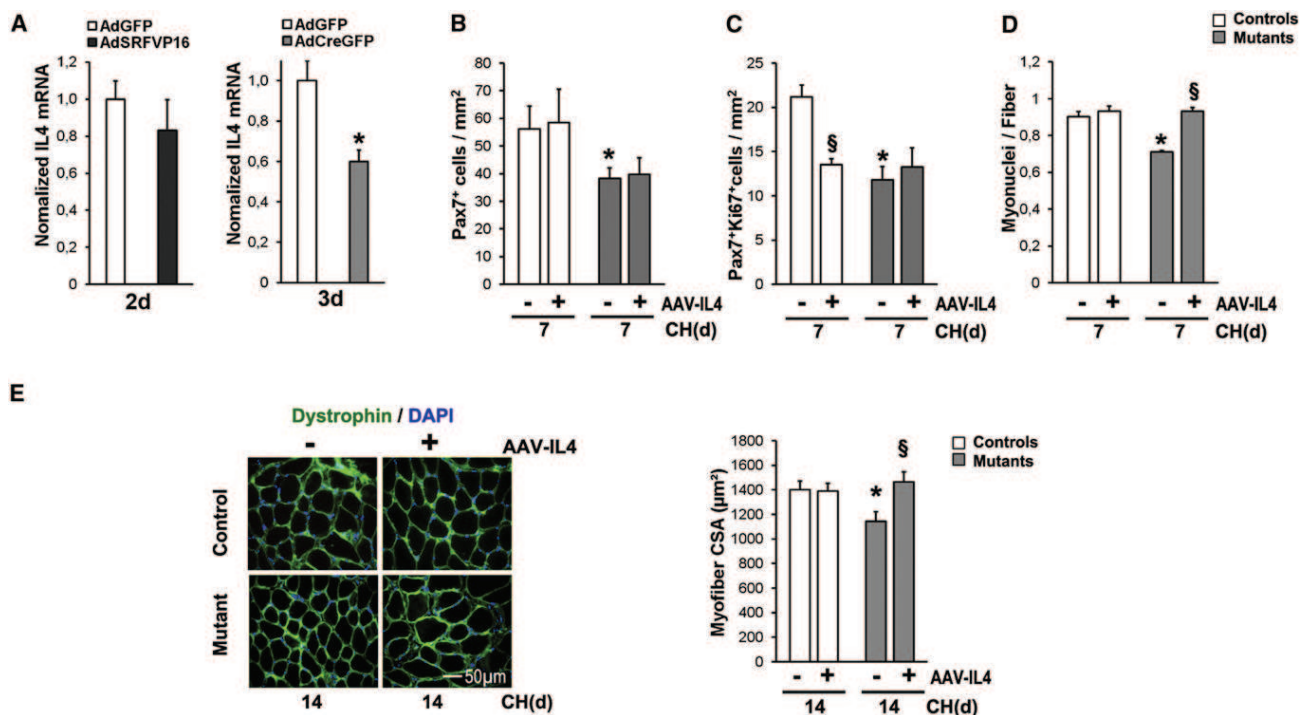 A
AdGFP
AdSRFVP16
Nomalized IL4 mRNA
1,2
1,0
0,8
0,6
0,4
0,2
0
2d
AdGFP
AdCreGFP
Nomalized IL4 mRNA
1,0
0,8
0,6
0,4
0,2
0
*
3d
B
Pax7+ cells / mm2
80
70
60
50
40
30
20
10
0
*
- + - + AAV-IL4
7 7 CH(d)
C
Pax7+Ki67+cells / mm2
25
20
15
10
5
0
§ *
- + - + AAV-IL4
7 7 CH(d)
D
Controls
Mutants
Myonuclei / Fiber
1,2
1
0,8
0,6
0,4
0,2
0
* §
- + - + AAV-IL4
7 7 CH(d)
E
Dystrophin / DAPI
- + AAV-IL4
Control
Mutant
50µm
14 14 CH(d)
Controls
Mutants
Myofiber CSA (µm²)
1800
1600
1400
1200
1000
800
600
400
200
0
* §
- + - + AAV-IL4
14 14 CH(d)